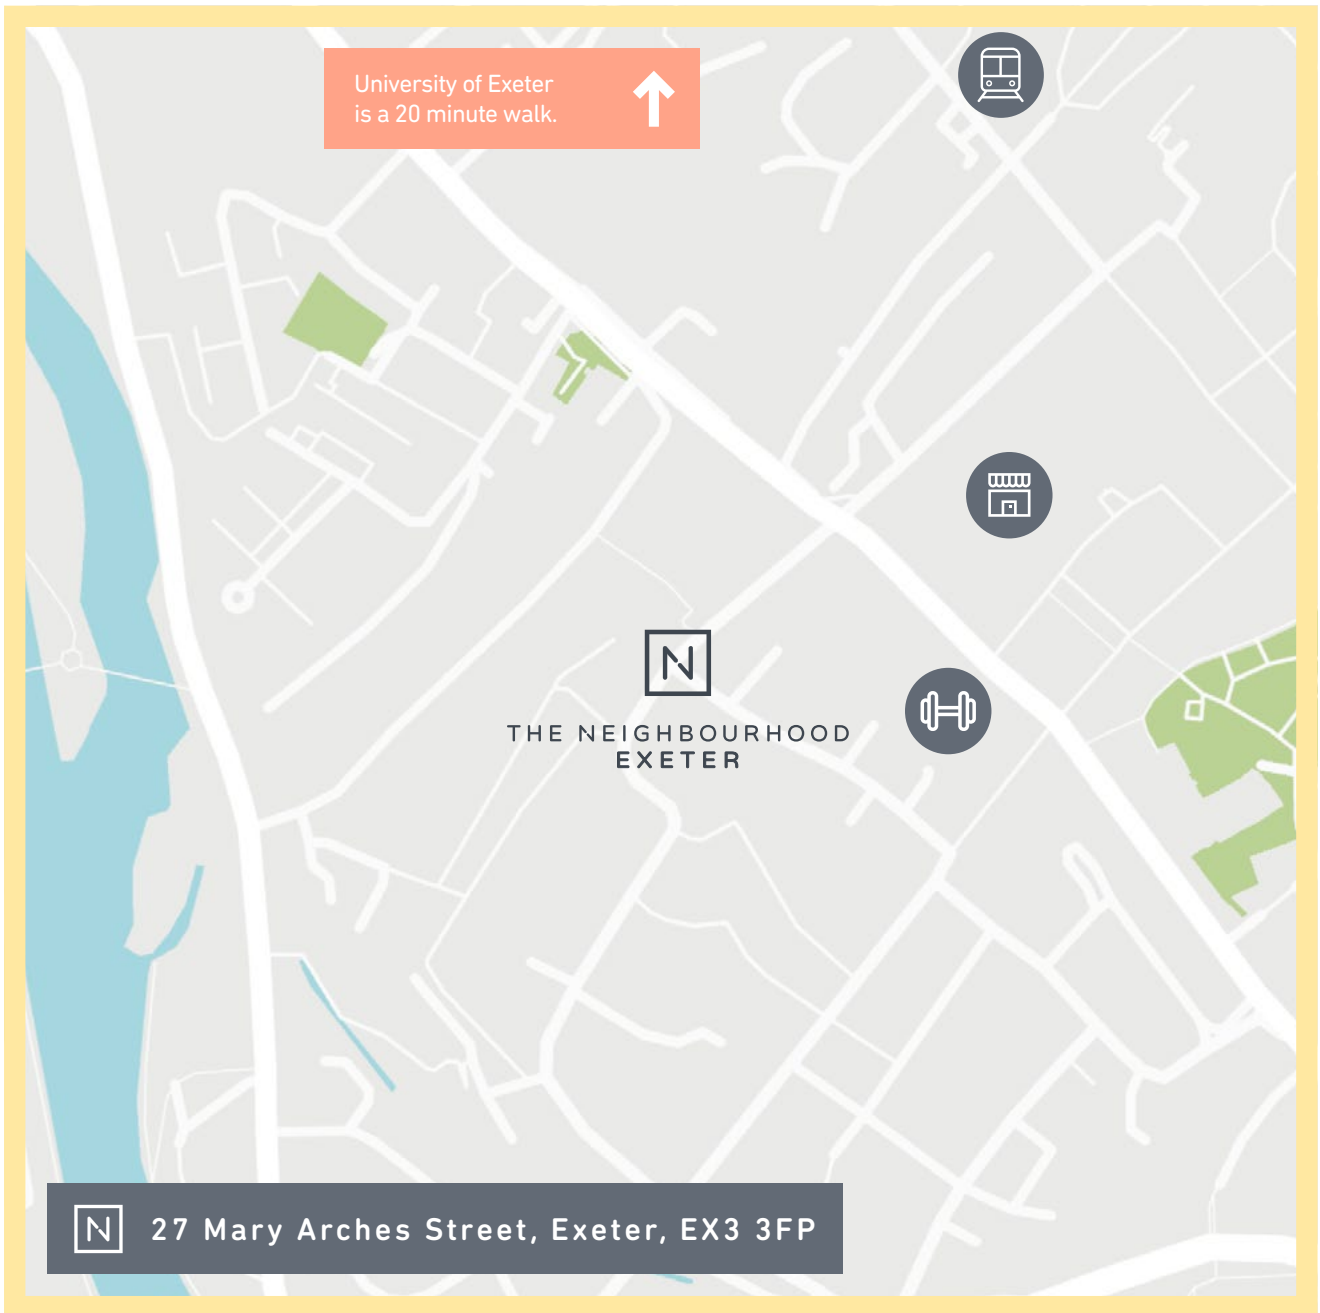 University of Exeter
is a 20 minute walk.
N
THE NEIGHBOURHOOD
EXETER
N
27 Mary Arches Street, Exeter, EX3 3FP